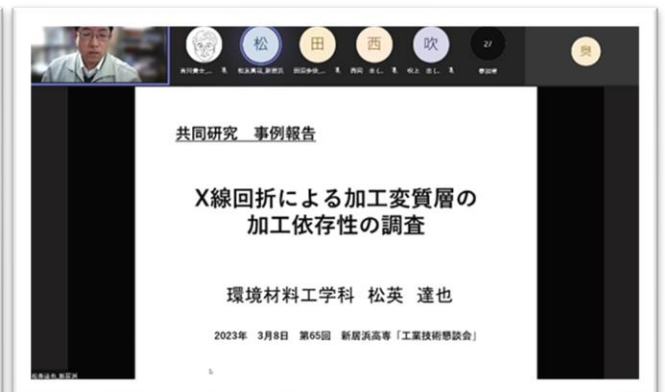 松
田
西
吹
27
奥
共同研究　事例報告
X線回折による加工変質層の
加工依存性の調査
環境材料工学科　松英　達也
2023年　3月8日　第65回　新居浜高専「工業技術懇談会」